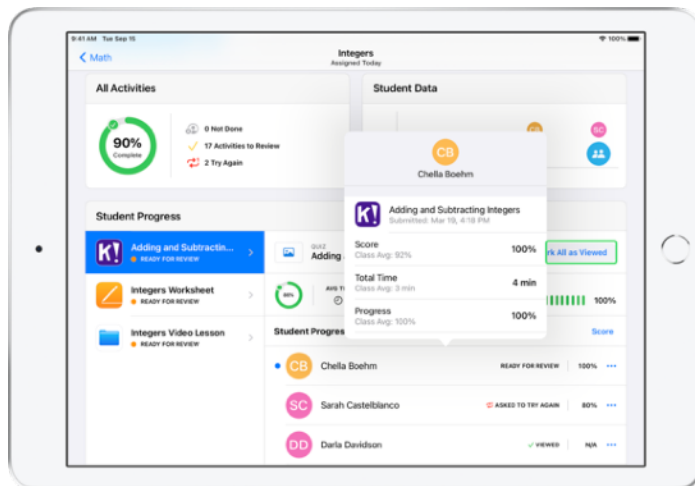 9:41 AM Tue Sep 15
100%
Math
Integers
Assigned Today
All Activities
90%
Complete
0 Not Done
17 Activities to Review
2 Try Again
Student Data
CB
SC
CB
Chella Boehm
K!
Adding and Subtracting Integers
Submitted: Mar 19, 4:18 PM
Score
Class Avg: 92%
100%
Total Time
Class Avg: 3 min
4 min
Progress
Class Avg: 100%
100%
Student Progress
K!
Adding and Subtractin...
READY FOR REVIEW
Integers Worksheet
READY FOR REVIEW
Integers Video Lesson
READY FOR REVIEW
QUIZ
Adding
rk All as Viewed
AVG
100%
Student Progres
Score
CB
Chella Boehm
READY FOR REVIEW
100%
SC
Sarah Castelblanco
ASKED TO TRY AGAIN
80%
DD
Darla Davidson
VIEWED
N/A